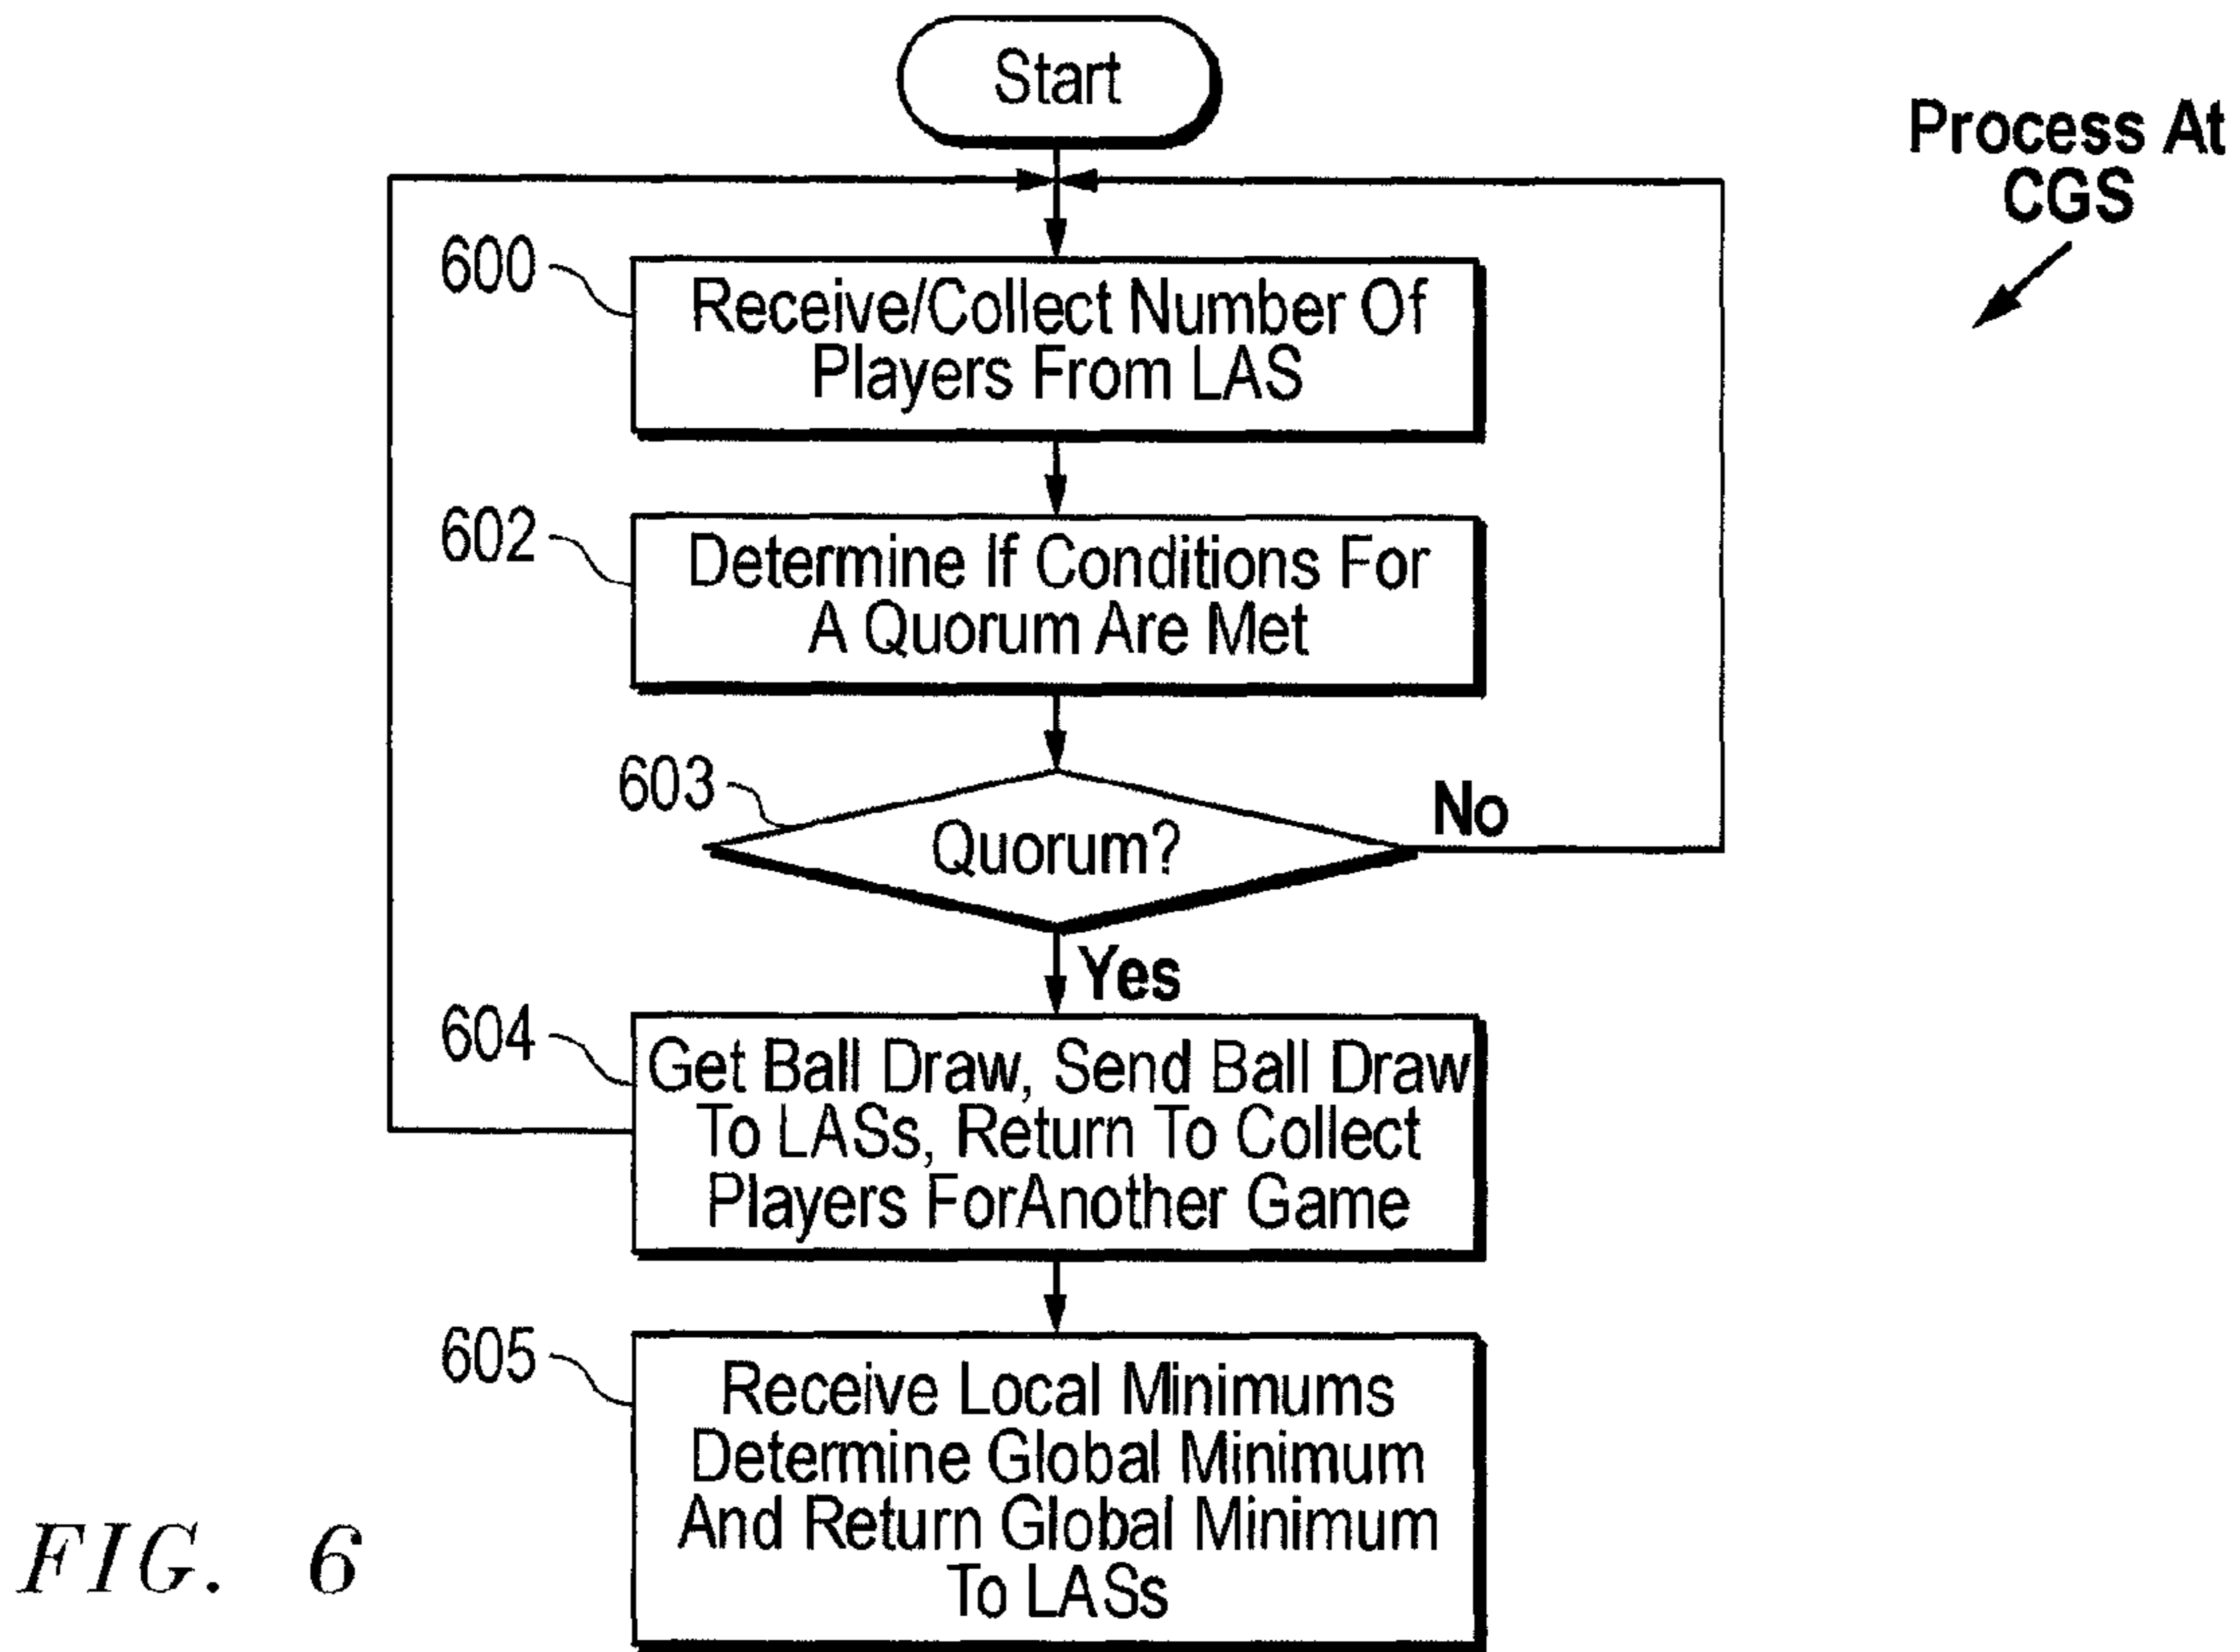 Start
Process At
CGS
600
Receive/Collect Number Of
Players From LAS
602
Determine If Conditions For
A Quorum Are Met
603
Quorum?
No
Yes
604
Get Ball Draw, Send Ball Draw
To LASs, Return To Collect
Players ForAnother Game
605
Receive Local Minimums
Determine Global Minimum
And Return Global Minimum
To LASs
FIG. 6